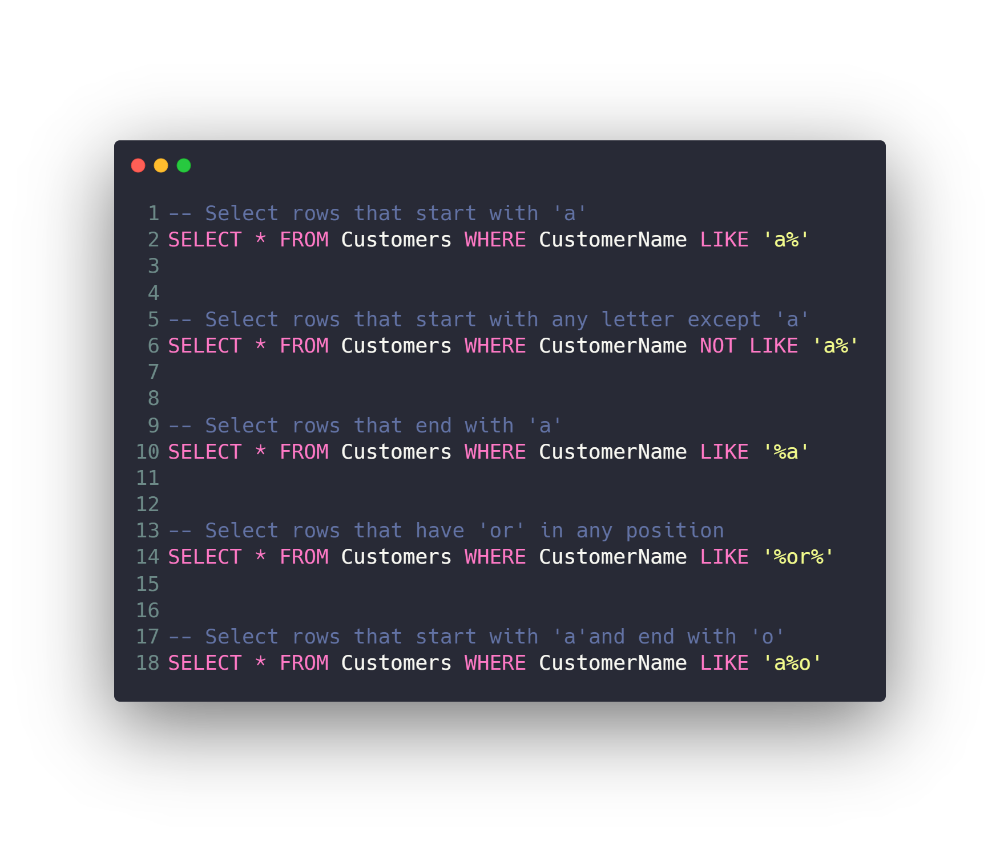 1 -- Select rows that start with 'a'
2 SELECT * FROM Customers WHERE CustomerName LIKE 'a%'
3
4
5 -- Select rows that start with any letter except 'a'
6 SELECT * FROM Customers WHERE CustomerName NOT LIKE 'a%'
7
8
9 -- Select rows that end with 'a'
10 SELECT * FROM Customers WHERE CustomerName LIKE '%a'
11
12
13 -- Select rows that have 'or' in any position
14 SELECT * FROM Customers WHERE CustomerName LIKE '%or%'
15
16
17 -- Select rows that start with 'a'and end with 'o'
18 SELECT * FROM Customers WHERE CustomerName LIKE 'a%o'